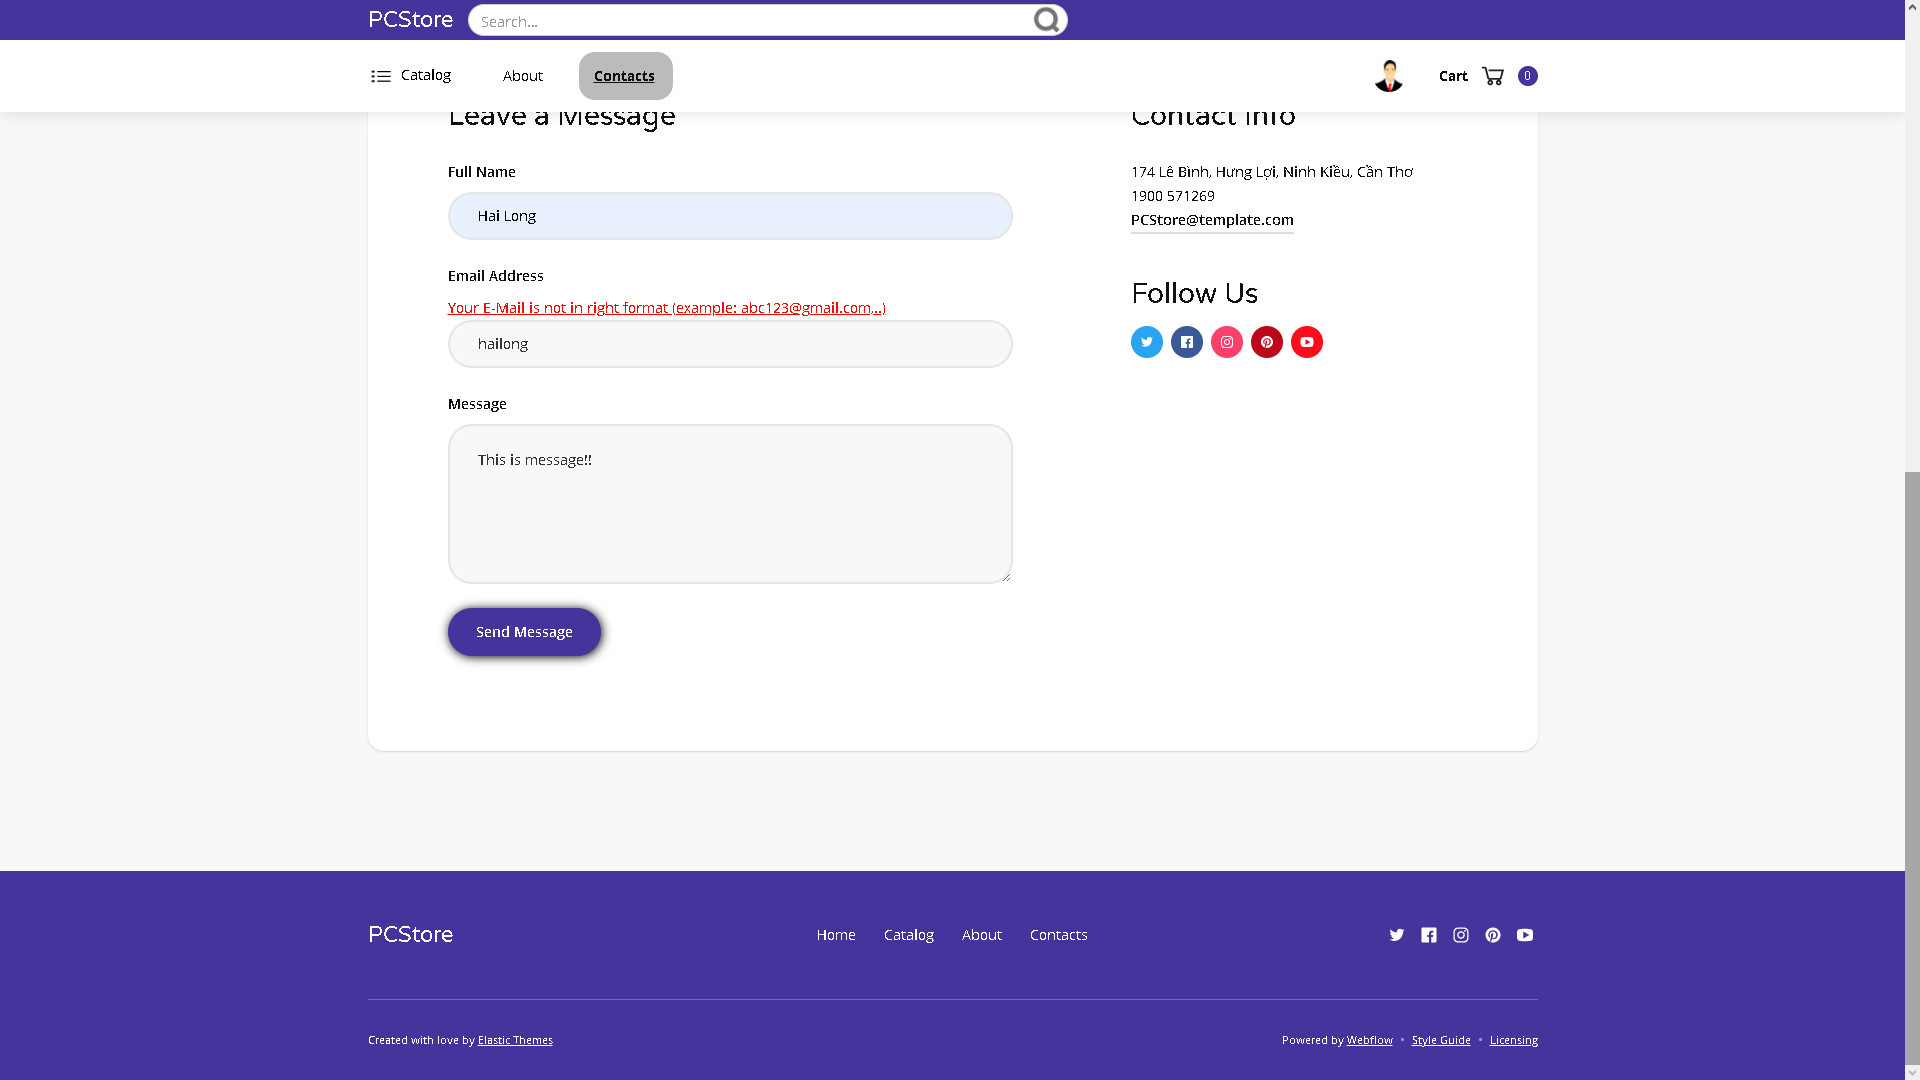 PCStore
Search...
Catalog
About
Contacts
Cart
0
Leave a Message
Full Name
Hai Long
Email Address
Your E-Mail is not in right format (example: abc123@gmail.com,..)
hailong
Message
This is message!!
Send Message
Contact Info
174 Lê Bình, Hưng Lợi, Ninh Kiều, Cần Thơ
1900 571269
PCStore@template.com
Follow Us
PCStore
Home
Catalog
About
Contacts
Created with love by Elastic Themes
Powered by Webflow • Style Guide • Licensing